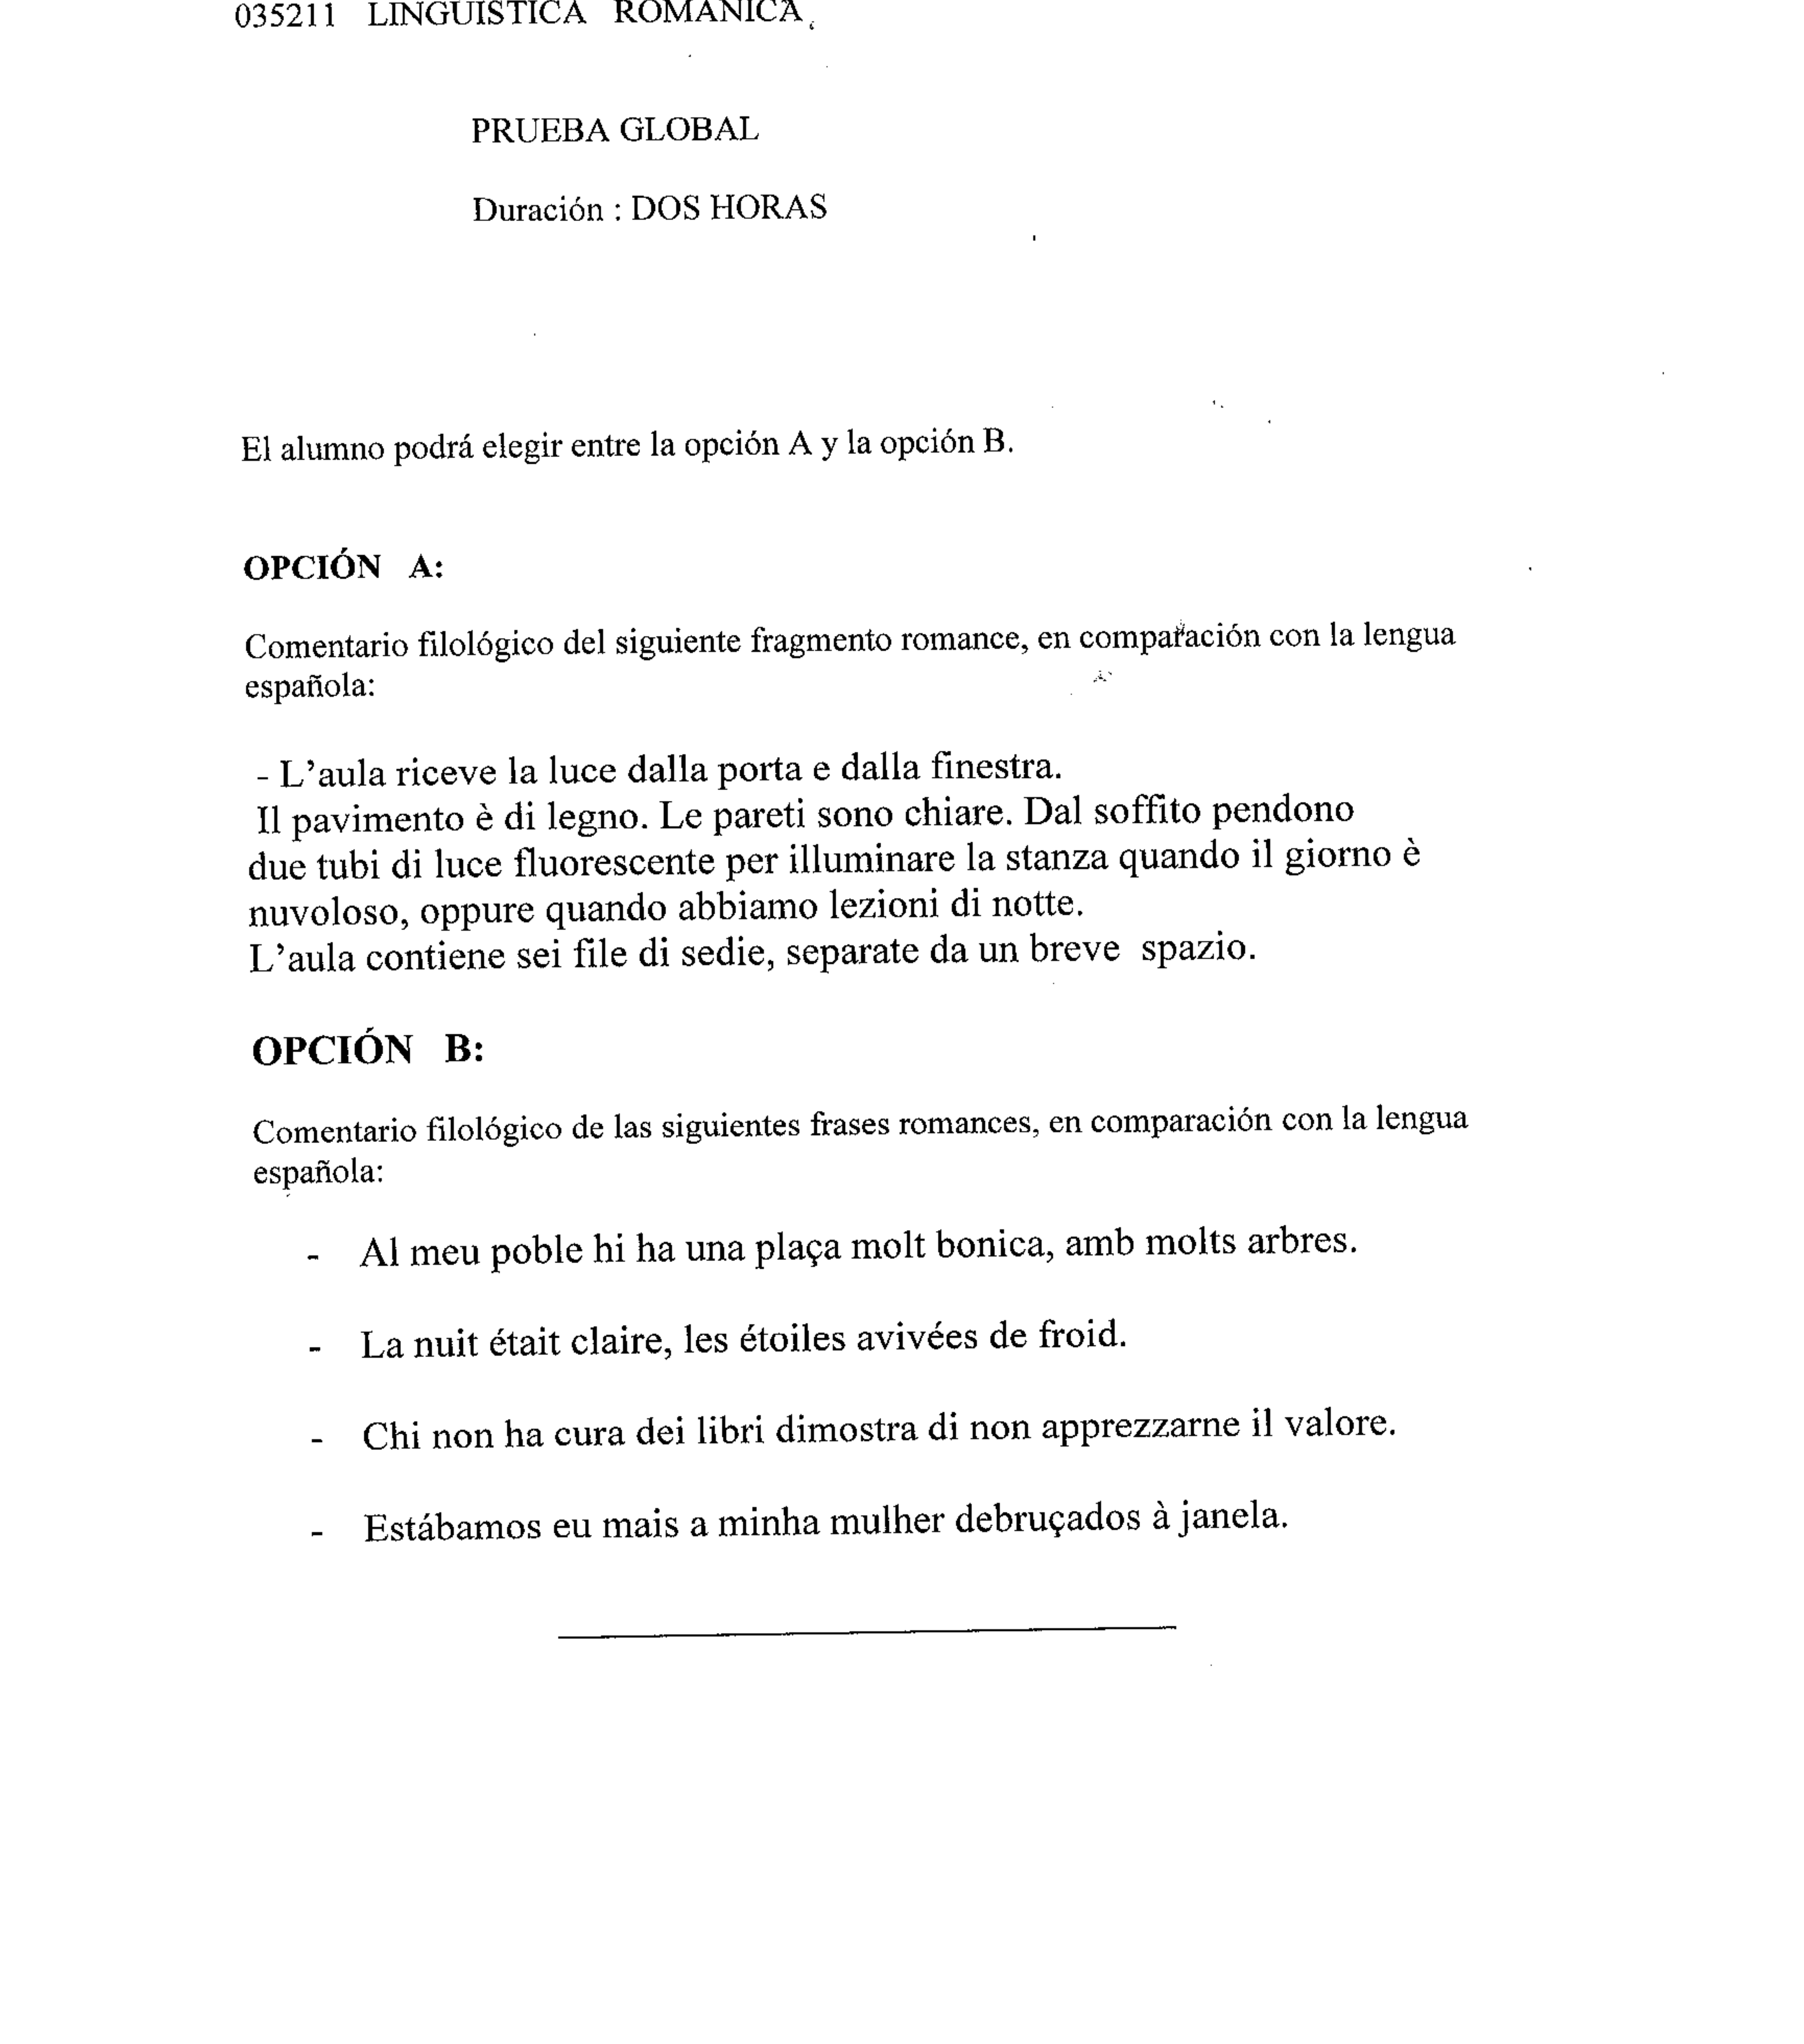 035211 LINGUISTICA ROMANICA
PRUEBA GLOBAL
Duración : DOS HORAS
El alumno podrá elegir entre la opción A y la opción B.
OPCIÓN A:
Comentario filológico del siguiente fragmento romance, en comparación con la lengua
española:
- L’aula riceve la luce dalla porta e dalla finestra.
Il pavimento è di legno. Le pareti sono chiare. Dal soffito pendono
due tubi di luce fluorescente per illuminare la stanza quando il giorno è
nuvoloso, oppure quando abbiamo lezioni di notte.
L’aula contiene sei file di sedie, separate da un breve spazio.
OPCIÓN B:
Comentario filológico de las siguientes frases romances, en comparación con la lengua
española:
- Al meu poble hi ha una plaça molt bonica, amb molts arbres.
- La nuit était claire, les étoiles avivées de froid.
- Chi non ha cura dei libri dimostra di non apprezzarne il valore.
- Estábamos eu mais a minha mulher debruçados à janela.